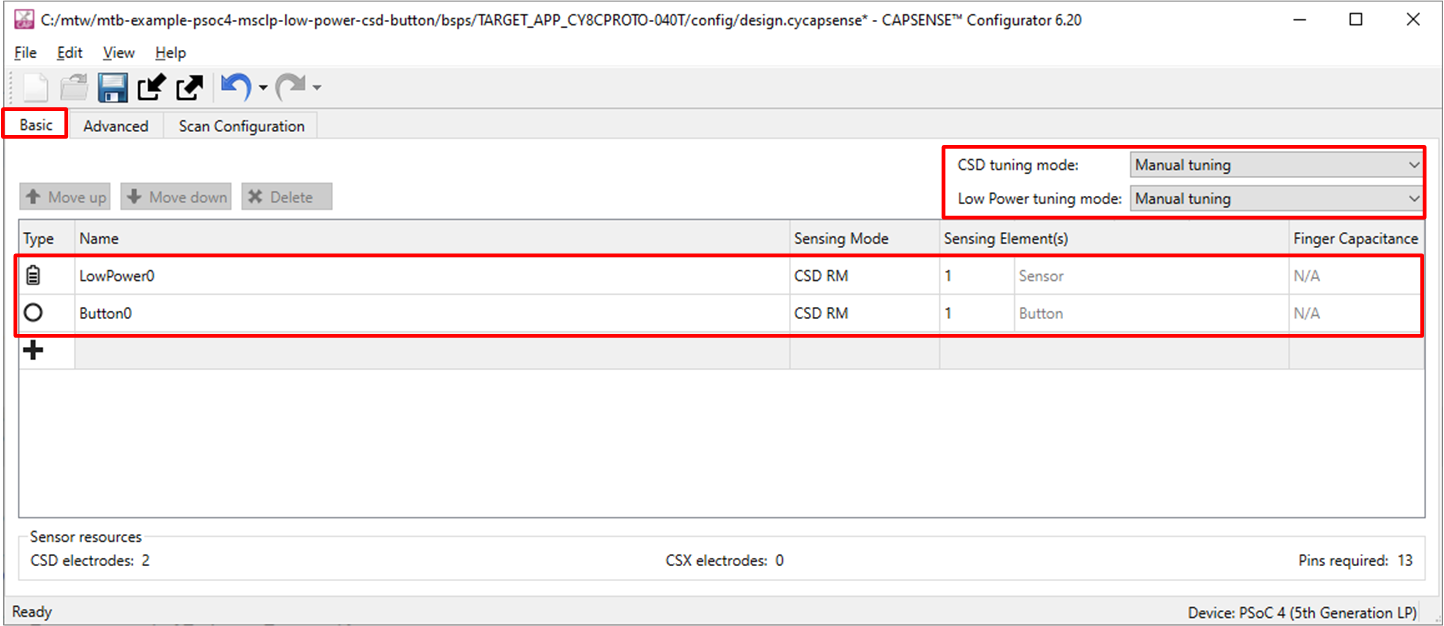 C:/mtw/mtb-example-psoc4-msclp-low-power-csd-button/bsps/TARGET_APP_CY8CPROTO-040T/config/design.cycapsense* - CAPSENSE™ Configurator 6.20
File Edit View Help
Basic Advanced Scan Configuration
CSD tuning mode: Manual tuning
Move up Move down Delete Low Power tuning mode: Manual tuning
Type Name Sensing Mode Sensing Element(s) Finger Capacitance
LowPower0 CSD RM 1 Sensor N/A
Button0 CSD RM 1 Button N/A
Sensor resources
CSD electrodes: 2 CSX electrodes: 0 Pins required: 13
Ready Device: PSoC 4 (5th Generation LP)